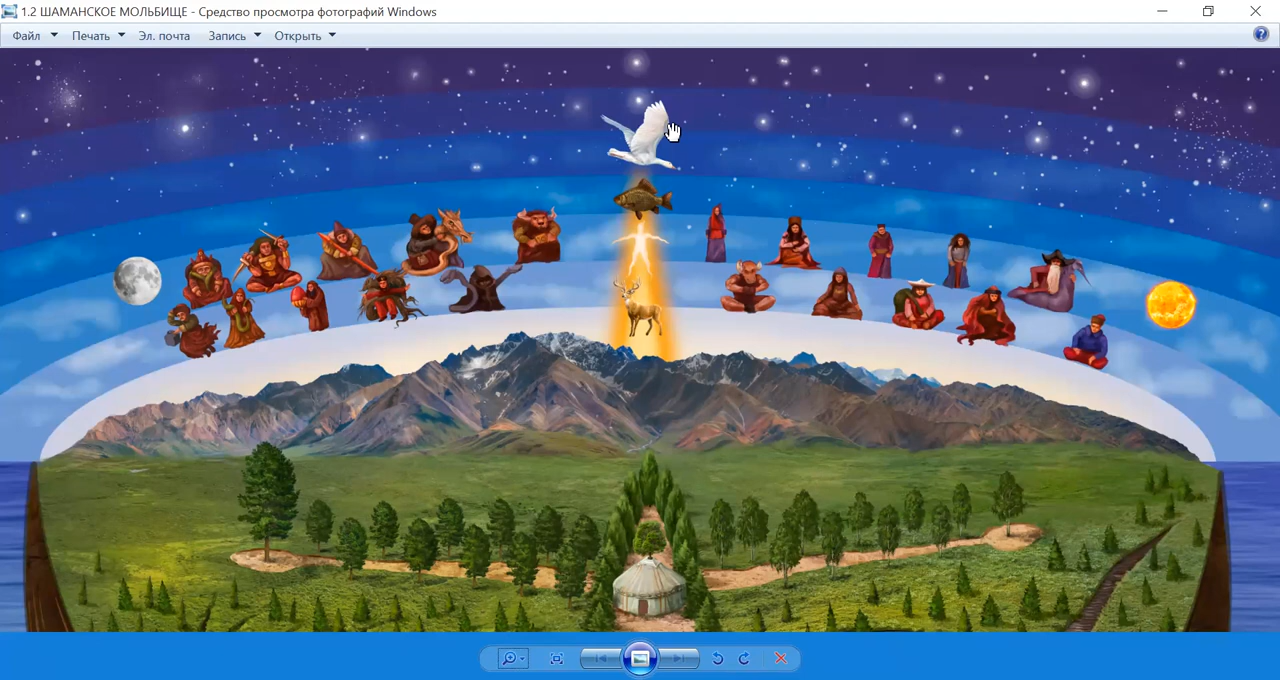 1.2 ШАМАНСКОЕ МОЛЬБИЩЕ - Средство просмотра фотографий Windows
Файл Печать Эл. почта Запись Открыть